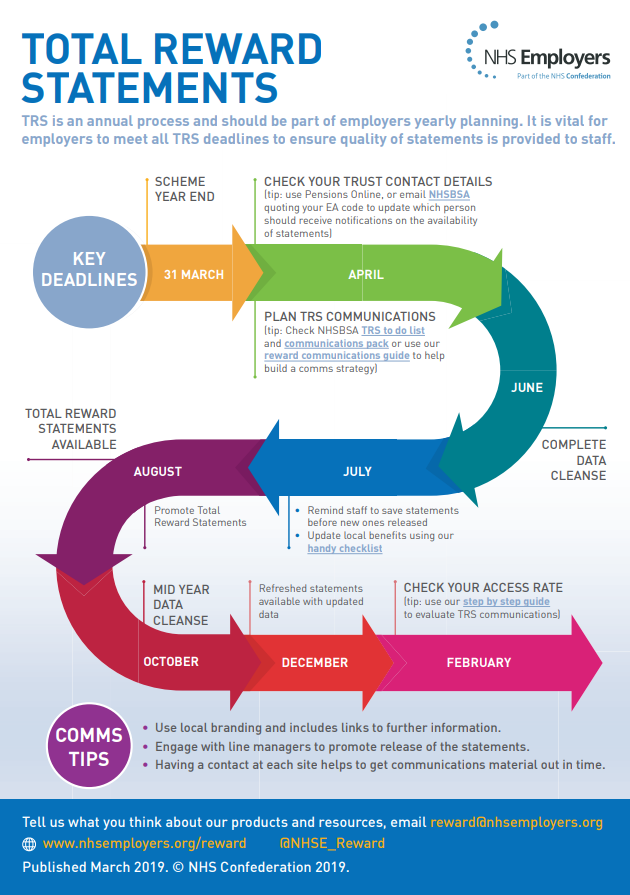 TOTAL REWARD
STATEMENTS
NHS Employers
Part of the NHS Confederation
TRS is an annual process and should be part of employers yearly planning. It is vital for
employers to meet all TRS deadlines to ensure quality of statements is provided to staff.
KEY
DEADLINES
SCHEME
YEAR END
31 MARCH
CHECK YOUR TRUST CONTACT DETAILS
(tip: use Pensions Online, or email NHSBSA
quoting your EA code to update which person
should receive notifications on the availability
of statements)
APRIL
PLAN TRS COMMUNICATIONS
(tip: Check NHSBSA TRS to do list
and communications pack or use our
reward communications guide to help
build a comms strategy)
JUNE
COMPLETE
DATA
CLEANSE
JULY
• Remind staff to save statements
before new ones released
• Update local benefits using our
handy checklist
TOTAL REWARD
STATEMENTS
AVAILABLE
AUGUST
Promote Total
Reward Statements
MID YEAR
DATA
CLEANSE
OCTOBER
Refreshed statements
available with updated
data
DECEMBER
CHECK YOUR ACCESS RATE
(tip: use our step by step guide
to evaluate TRS communications)
FEBRUARY
COMMS
TIPS
• Use local branding and includes links to further information.
• Engage with line managers to promote release of the statements.
• Having a contact at each site helps to get communications material out in time.
Tell us what you think about our products and resources, email reward@nhsemployers.org
www.nhsemployers.org/reward @NHSE_Reward
Published March 2019. © NHS Confederation 2019.